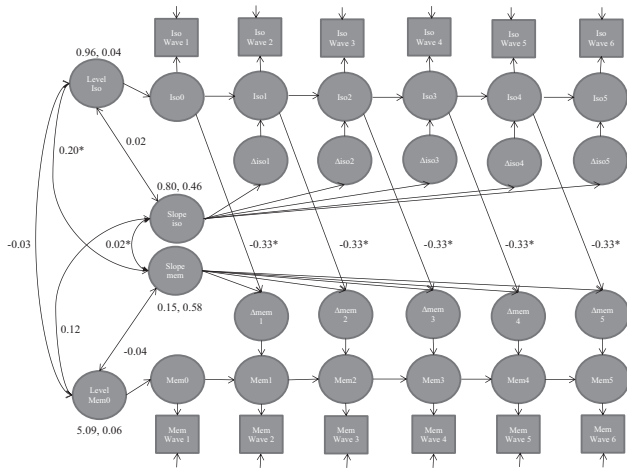 Iso
Wave 1
Iso
Wave 2
Iso
Wave 3
Iso
Wave 4
Iso
Wave 5
Iso
Wave 6
0.96, 0.04
Level
Iso
Iso0
Iso1
Iso2
Iso3
Iso4
Iso5
0.20*
0.02
Δiso1
Δiso2
Δiso3
Δiso4
Δiso5
0.80, 0.46
Slope
iso
-0.03
0.02*
-0.33*
-0.33*
-0.33*
-0.33*
-0.33*
Slope
mem
0.15, 0.58
0.12
-0.04
Δmem
1
Δmem
2
Δmem
3
Δmem
4
Δmem
5
Level
Mem0
5.09, 0.06
Mem0
Mem1
Mem2
Mem3
Mem4
Mem5
Mem
Wave 1
Mem
Wave 2
Mem
Wave 3
Mem
Wave 4
Mem
Wave 5
Mem
Wave 6